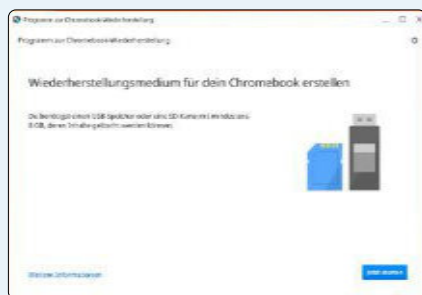 Programm zur Chromebook-Wiederherstellung
Programm zur Chromebook-Wiederherstellung
Wiederherstellungsmedium für dein Chromebook erstellen
Du benötigst einen USB-Speicher oder eine SD-Karte mit mindestens
8 GB, deren Inhalte gelöscht werden können.
Weitere Informationen
Jetzt starten